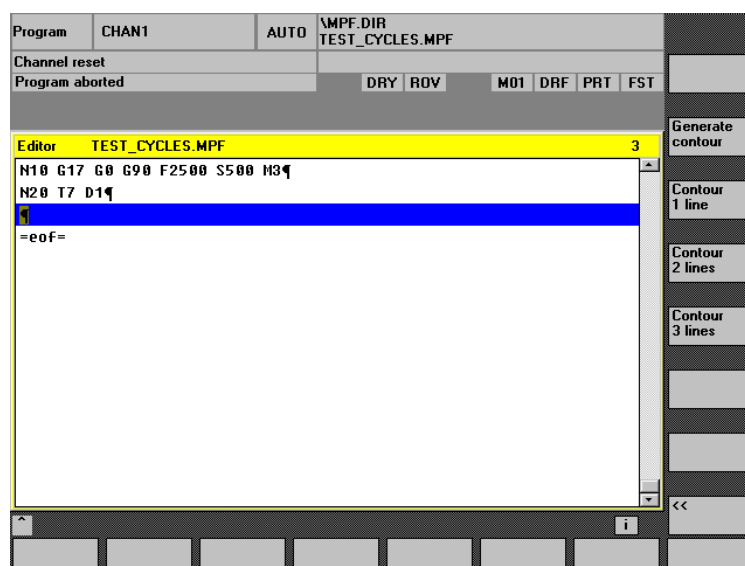 Program CHAN1 AUTO \MPF.DIR
TEST_CYCLES.MPF
Channel reset
Program aborted DRY ROV M01 DRF PRT FST
Editor TEST_CYCLES.MPF 3
N10 G17 G0 G90 F2500 S500 M3¶
N20 T7 D1¶
¶
=eof=
Generate
contour
Contour
1 line
Contour
2 lines
Contour
3 lines
<<
^ i